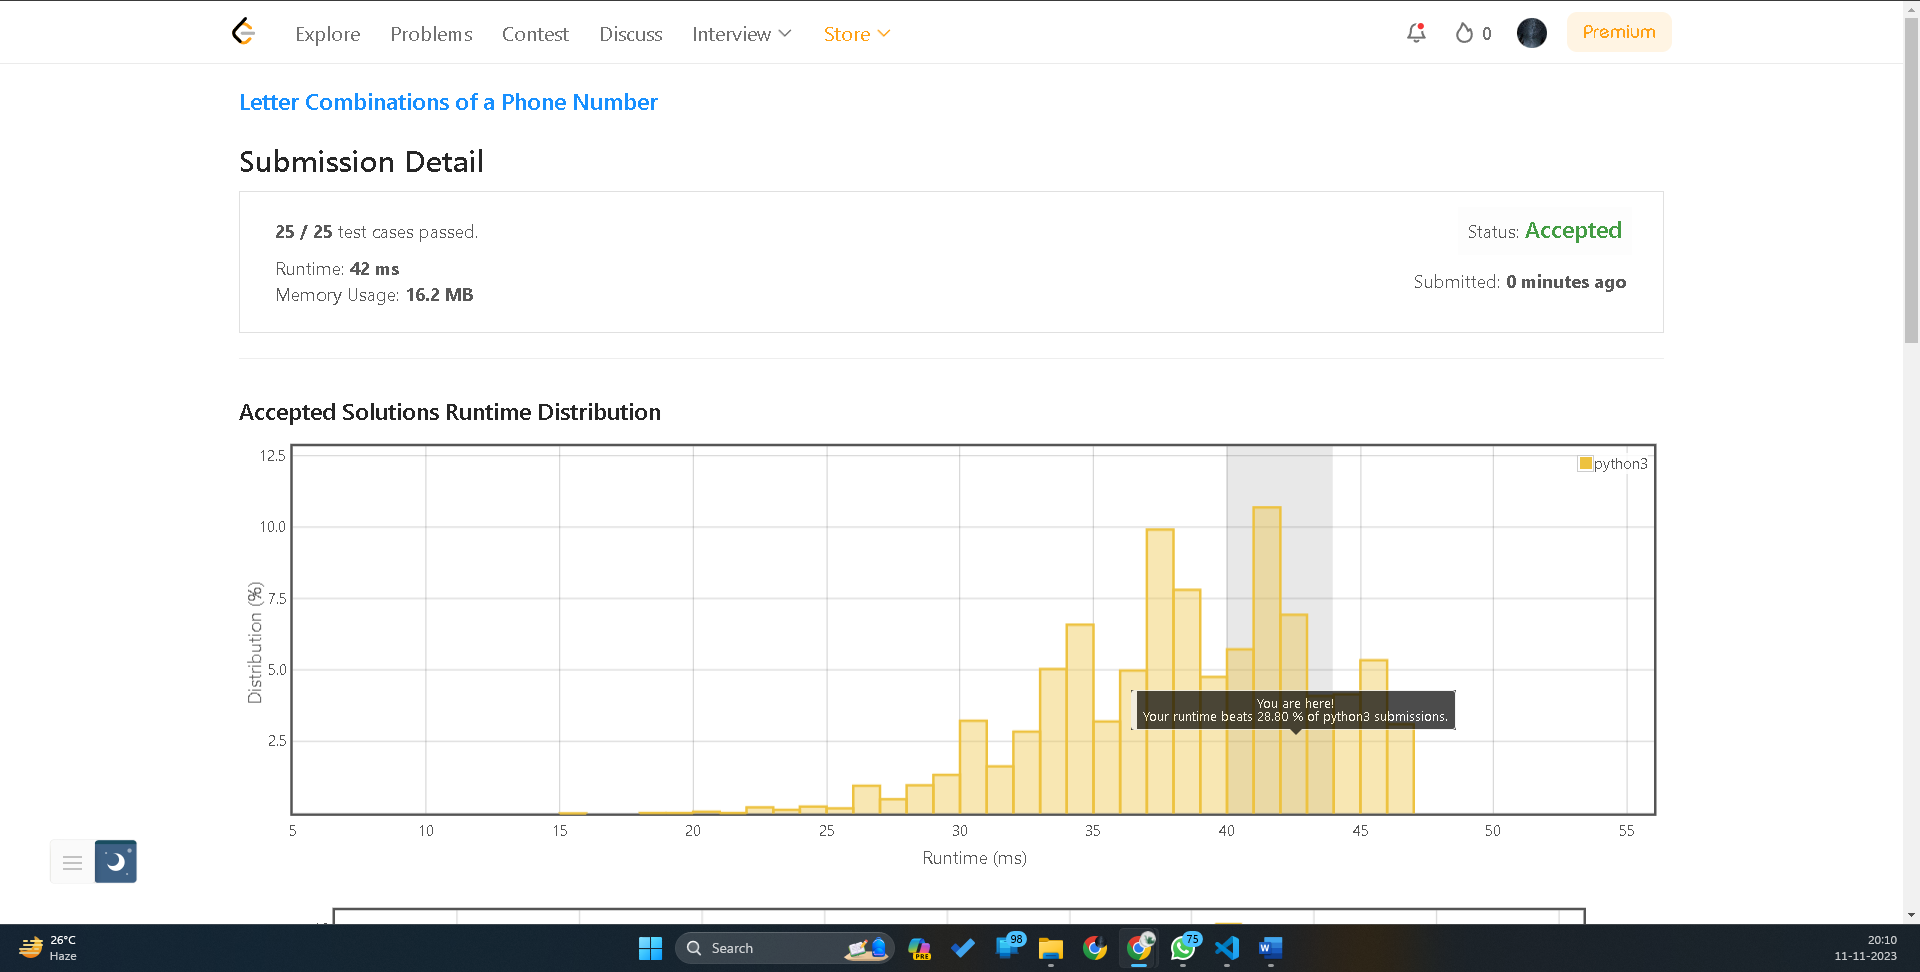 Explore Problems Contest Discuss Interview Store 0 Premium
Letter Combinations of a Phone Number
Submission Detail
25 / 25 test cases passed.
Status: Accepted
Runtime: 42 ms
Submitted: 0 minutes ago
Memory Usage: 16.2 MB
Accepted Solutions Runtime Distribution
12.5
python3
10.0
7.5
Distribution (%)
5.0
You are here!
Your runtime beats 28.80 % of python3 submissions.
2.5
5 10 15 20 25 30 35 40 45 50 55
Runtime (ms)
26°C
Haze
Search
PRE
98
75
W
20:10
11-11-2023